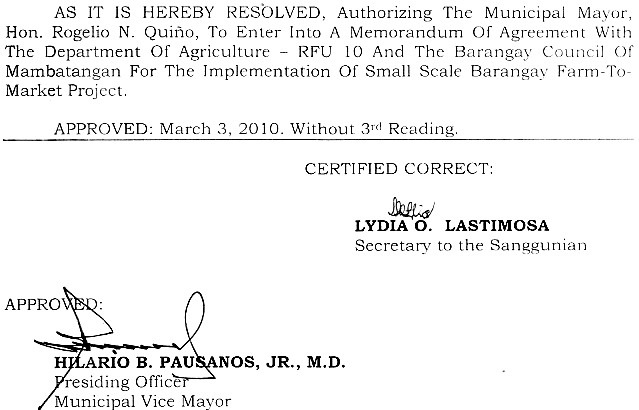 AS IT IS HEREBY RESOLVED, Authorizing The Municipal Mayor,
Hon. Rogelio N. Quiño, To Enter Into A Memorandum Of Agreement With
The Department Of Agriculture – RFU 10 And The Barangay Council Of
Mambatangan For The Implementation Of Small Scale Barangay Farm-To-
Market Project.
APPROVED: March 3, 2010. Without 3rd Reading.
CERTIFIED CORRECT:
LYDIA O. LASTIMOSA
Secretary to the Sanggunian
APPROVED:
HILARIO B. PAUSANOS, JR., M.D.
Presiding Officer
Municipal Vice Mayor